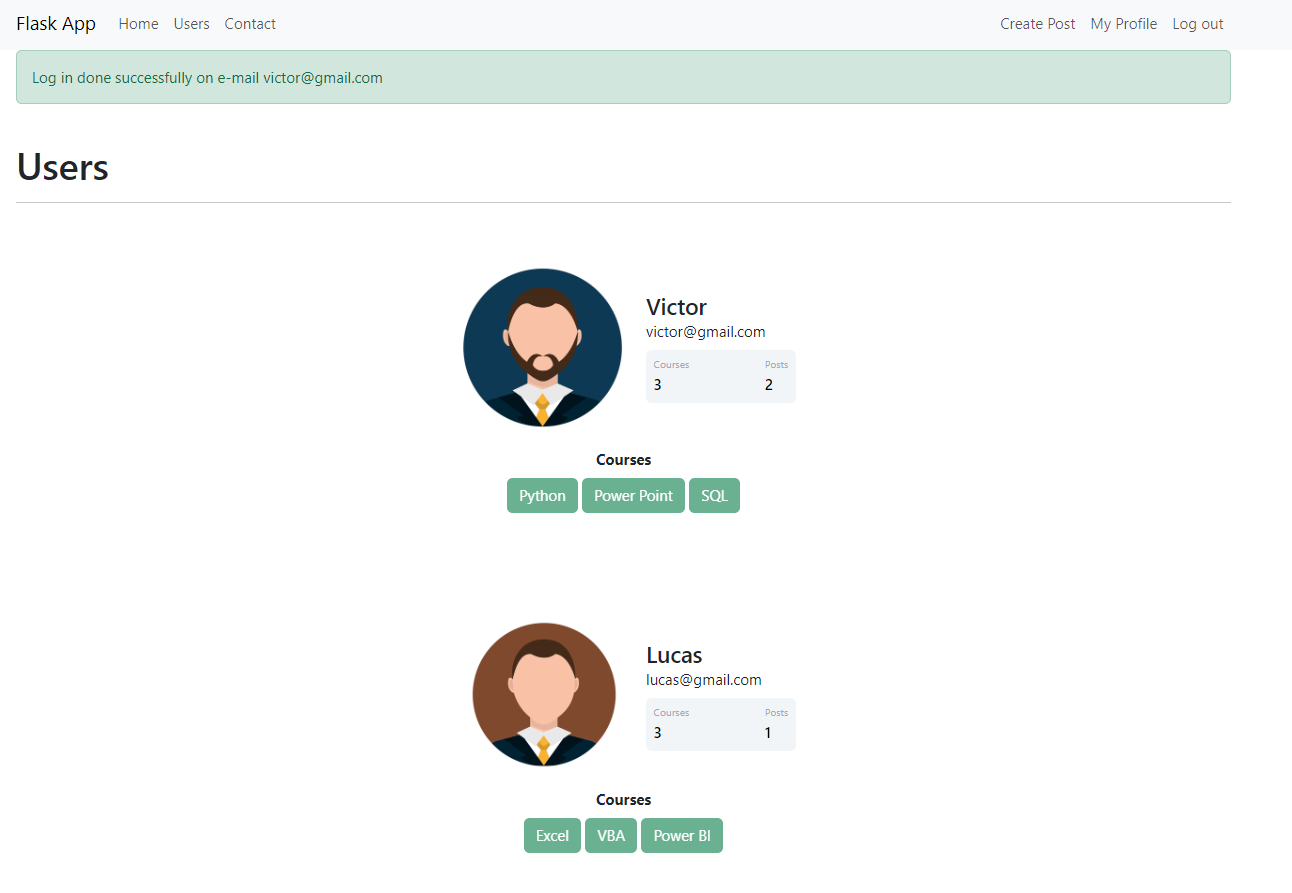 Flask App Home Users Contact Create Post My Profile Log out
Log in done successfully on e-mail victor@gmail.com
Users
Victor
victor@gmail.com
Courses Posts
3 2
Courses
Python Power Point SQL
Lucas
lucas@gmail.com
Courses Posts
3 1
Courses
Excel VBA Power BI